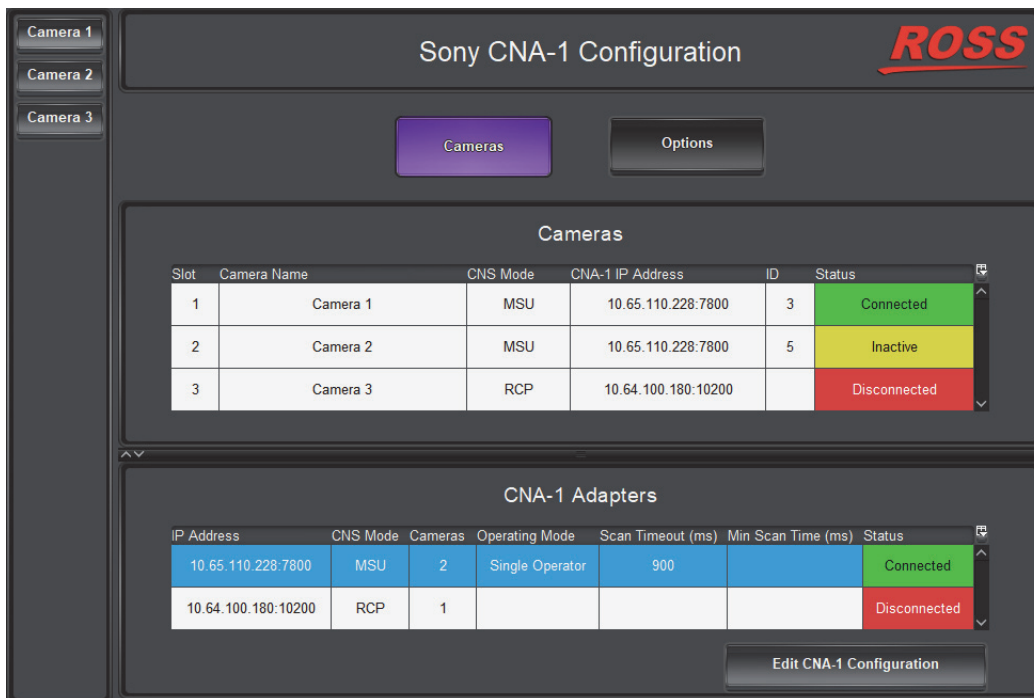 Camera 1
Camera 2
Camera 3
Sony CNA-1 Configuration
ROSS
Cameras
Options
Cameras
Slot Camera Name CNS Mode CNA-1 IP Address ID Status
1 Camera 1 MSU 10.65.110.228:7800 3 Connected
2 Camera 2 MSU 10.65.110.228:7800 5 Inactive
3 Camera 3 RCP 10.64.100.180:10200 Disconnected
CNA-1 Adapters
IP Address CNS Mode Cameras Operating Mode Scan Timeout (ms) Min Scan Time (ms) Status
10.65.110.228:7800 MSU 2 Single Operator 900 Connected
10.64.100.180:10200 RCP 1 Disconnected
Edit CNA-1 Configuration